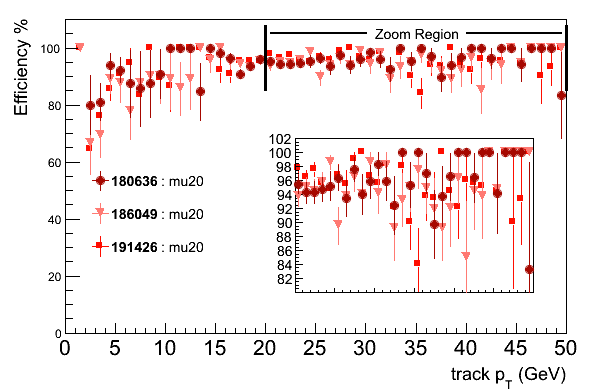 Efficiency %
100
80
60
40
20
0
Zoom Region
102
100
98
96
94
92
90
88
86
84
82
180636 : mu20
186049 : mu20
191426 : mu20
0 5 10 15 20 25 30 35 40 45 50
track pT (GeV)